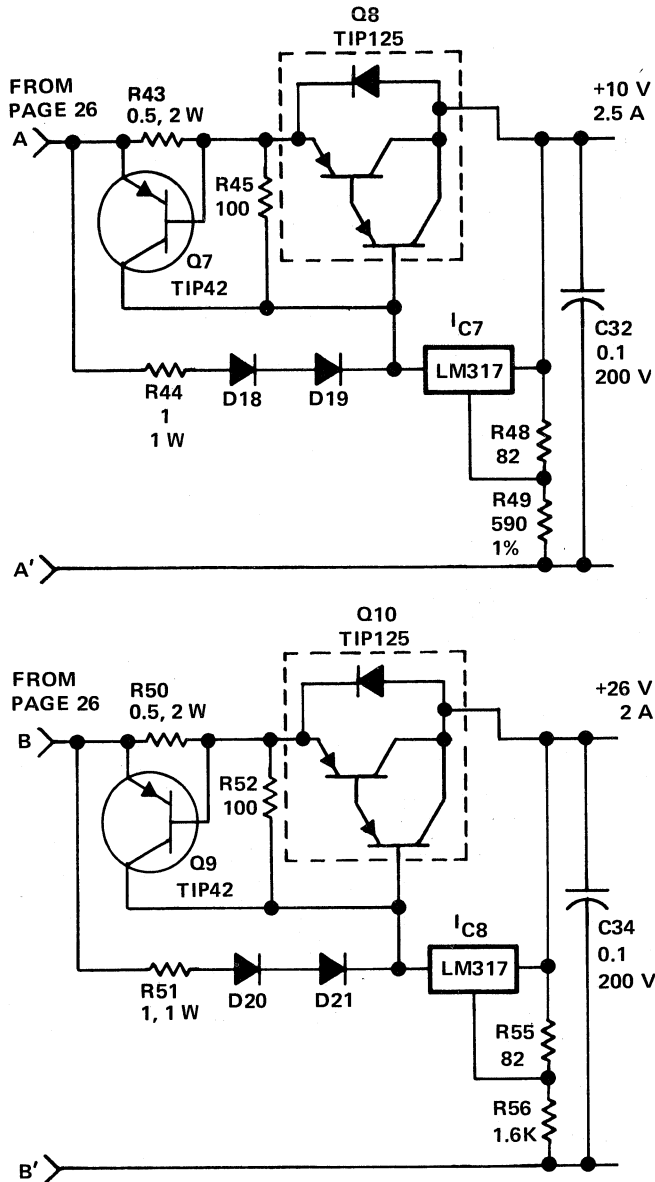 Q8
TIP125
FROM
PAGE 26
R43
0.5, 2 W
+10 V
2.5 A
A
R45
100
Q7
TIP42
IC7
LM317
C32
0.1
200 V
R44
1
1 W
D18
D19
R48
82
R49
590
1%
A'
Q10
TIP125
FROM
PAGE 26
R50
0.5, 2 W
+26 V
2 A
B
R52
100
Q9
TIP42
IC8
LM317
C34
0.1
200 V
R51
1, 1 W
D20
D21
R55
82
R56
1.6K
B'